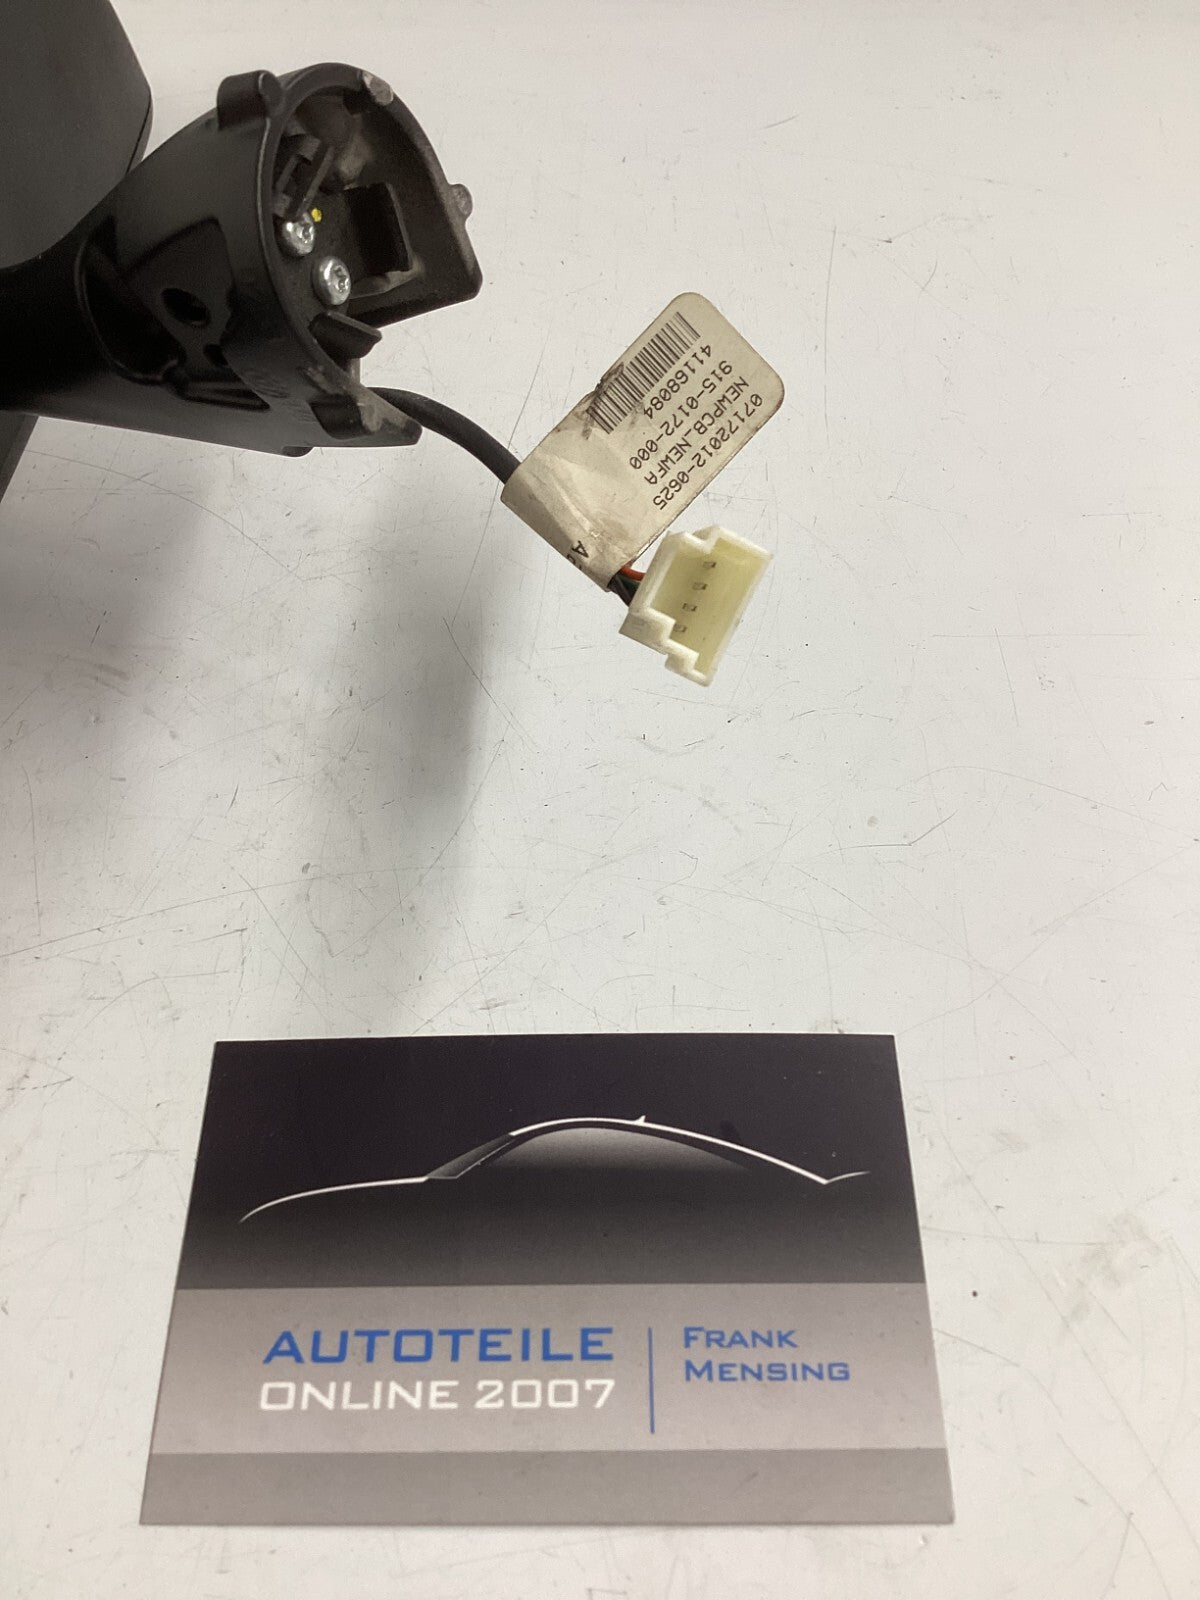 07172012-0625
NEWPCB_NEWFA
915-0172-000
41168084
AUTOTEILE
ONLINE 2007
FRANK
MENSING